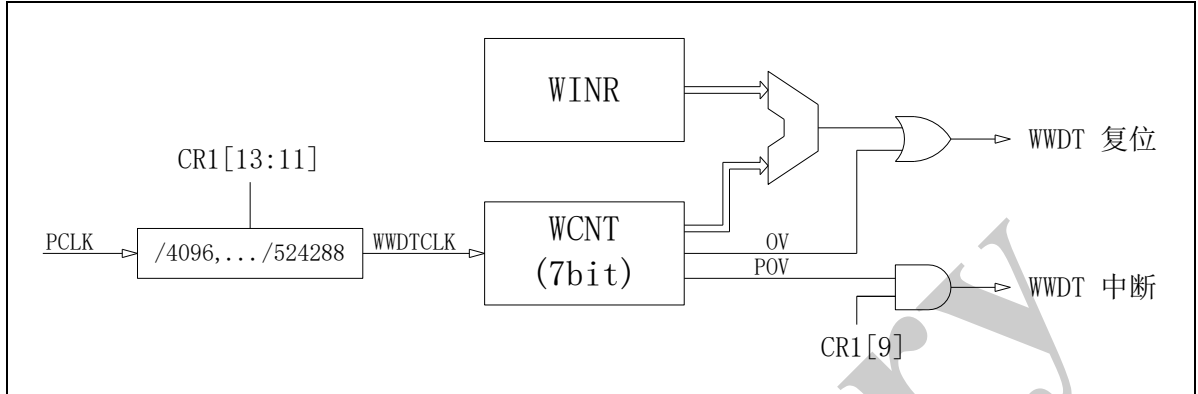 WINR
CR1[13:11]
WWDT 复位
PCLK
/4096,.../524288
WWDTCLK
WCNT
(7bit)
OV
POV
WWDT 中断
CR1[9]
ry